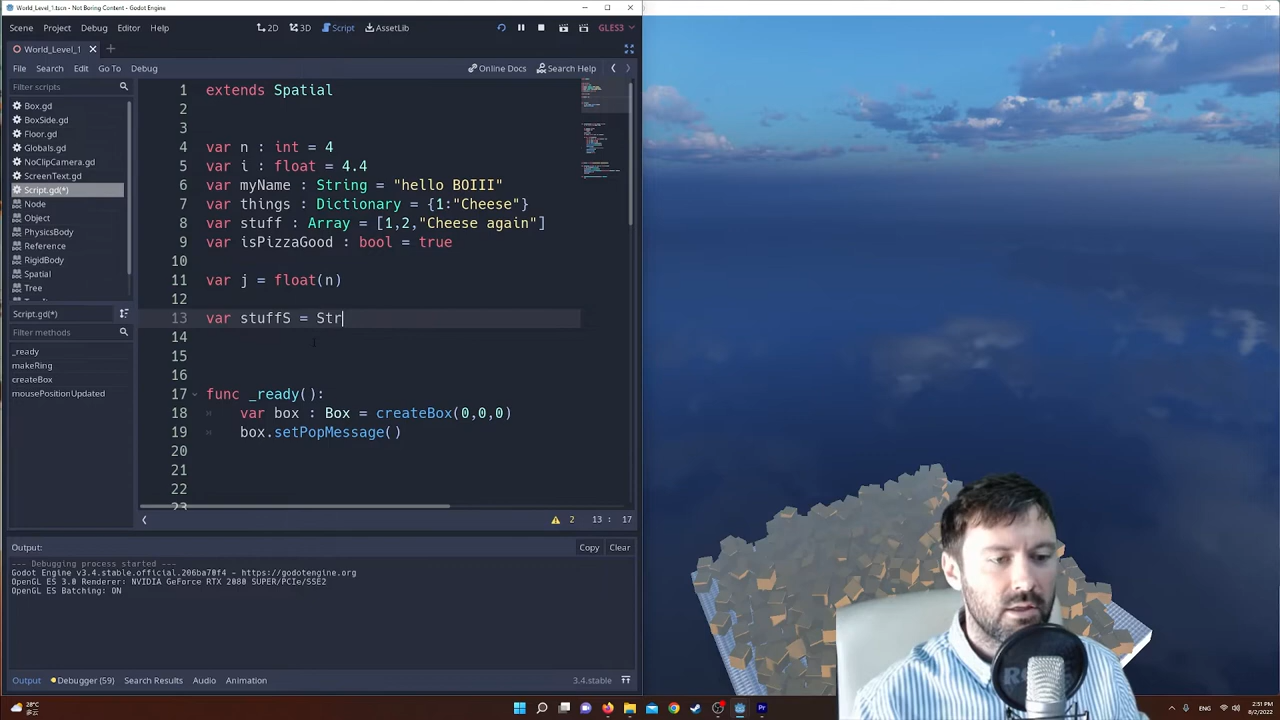 World_Level_1.tscn - Not Boring Content - Godot Engine
Scene Project Debug Editor Help
2D 3D Script AssetLib
GLES3
World_Level_1
File Search Edit Go To Debug
Online Docs Search Help
Filter scripts
Box.gd
BoxSide.gd
Floor.gd
Globals.gd
NoClipCamera.gd
ScreenText.gd
Script.gd(*)
Node
Object
PhysicsBody
Reference
RigidBody
Spatial
Tree
Script.gd(*)
Filter methods
_ready
makeRing
createBox
mousePositionUpdated
1 extends Spatial
2
3
4 var n : int = 4
5 var i : float = 4.4
6 var myName : String = "hello BOIII"
7 var things : Dictionary = {1:"Cheese"}
8 var stuff : Array = [1,2,"Cheese again"]
9 var isPizzaGood : bool = true
10
11 var j = float(n)
12
13 var stuffS = Str
14
15
16
17 func _ready():
18 var box : Box = createBox(0,0,0)
19 box.setPopMessage()
20
21
22
23
2 13 : 17
Output:
Copy Clear
--- Debugging process started ---
Godot Engine v3.4.stable.official.206ba70f4 - https://godotengine.org
OpenGL ES 3.0 Renderer: NVIDIA GeForce RTX 2080 SUPER/PCIe/SSE2
OpenGL ES Batching: ON
Output Debugger (59) Search Results Audio Animation
3.4.stable
28°C
ENG
2:31 PM
8/2/2022